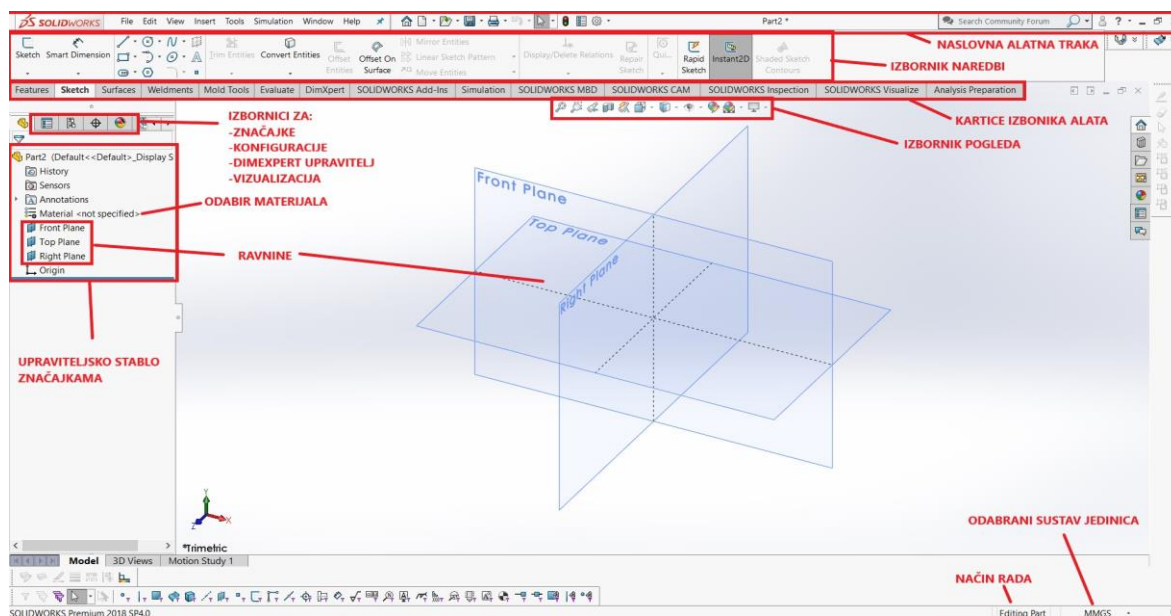 SOLIDWORKS File Edit View Insert Tools Simulation Window Help Part2 * Search Community Forum
NASLOVNA ALATNA TRAKA
Sketch Smart Dimension Trim Entities Convert Entities Offset Entities Offset On Surface Mirror Entities Linear Sketch Pattern Move Entities Display/Delete Relations Repair Sketch Qui... Rapid Sketch Instant2D Shaded Sketch Contours
IZBORNIK NAREDBI
Features Sketch Surfaces Weldments Mold Tools Evaluate DimXpert SOLIDWORKS Add-Ins Simulation SOLIDWORKS MBD SOLIDWORKS CAM SOLIDWORKS Inspection SOLIDWORKS Visualize Analysis Preparation
KARTICE IZBONIKA ALATA
IZBORNIK POGLEDA
IZBORNICI ZA:
-ZNAČAJKE
-KONFIGURACIJE
-DIMEXPERT UPRAVITELJ
-VIZUALIZACIJA
Part2 (Default<<Default>_Display S
History
Sensors
Annotations
Material <not specified>
ODABIR MATERIJALA
Front Plane
Top Plane
Right Plane
Origin
RAVNINE
Front Plane
Top Plane
Right Plane
UPRAVITELJSKO STABLO
ZNAČAJKAMA
Y
X
Z
*Trimetric
ODABRANI SUSTAV JEDINICA
Model 3D Views Motion Study 1
NAČIN RADA
SOLIDWORKS Premium 2018 SP4.0 Editing Part MMGS